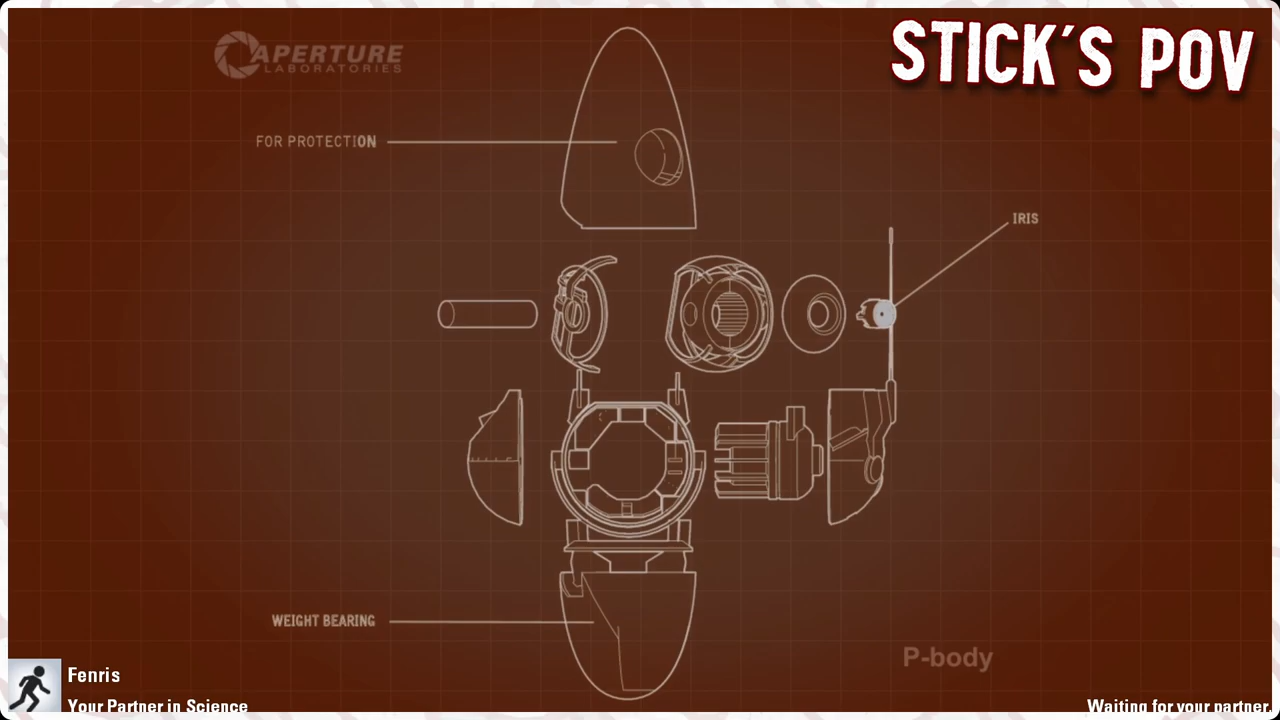 STICK'S POV
APERTURE
LABORATORIES
FOR PROTECTION
IRIS
WEIGHT BEARING
P-body
Fenris
Your Partner in Science
Waiting for your partner.